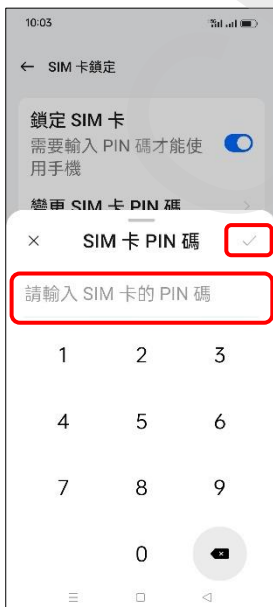 10:03
← SIM 卡鎖定
鎖定 SIM 卡
需要輸入 PIN 碼才能使
用手機
變更 SIM 卡 PIN 碼
SIM 卡 PIN 碼
請輸入 SIM 卡的 PIN 碼
1 2 3
4 5 6
7 8 9
0